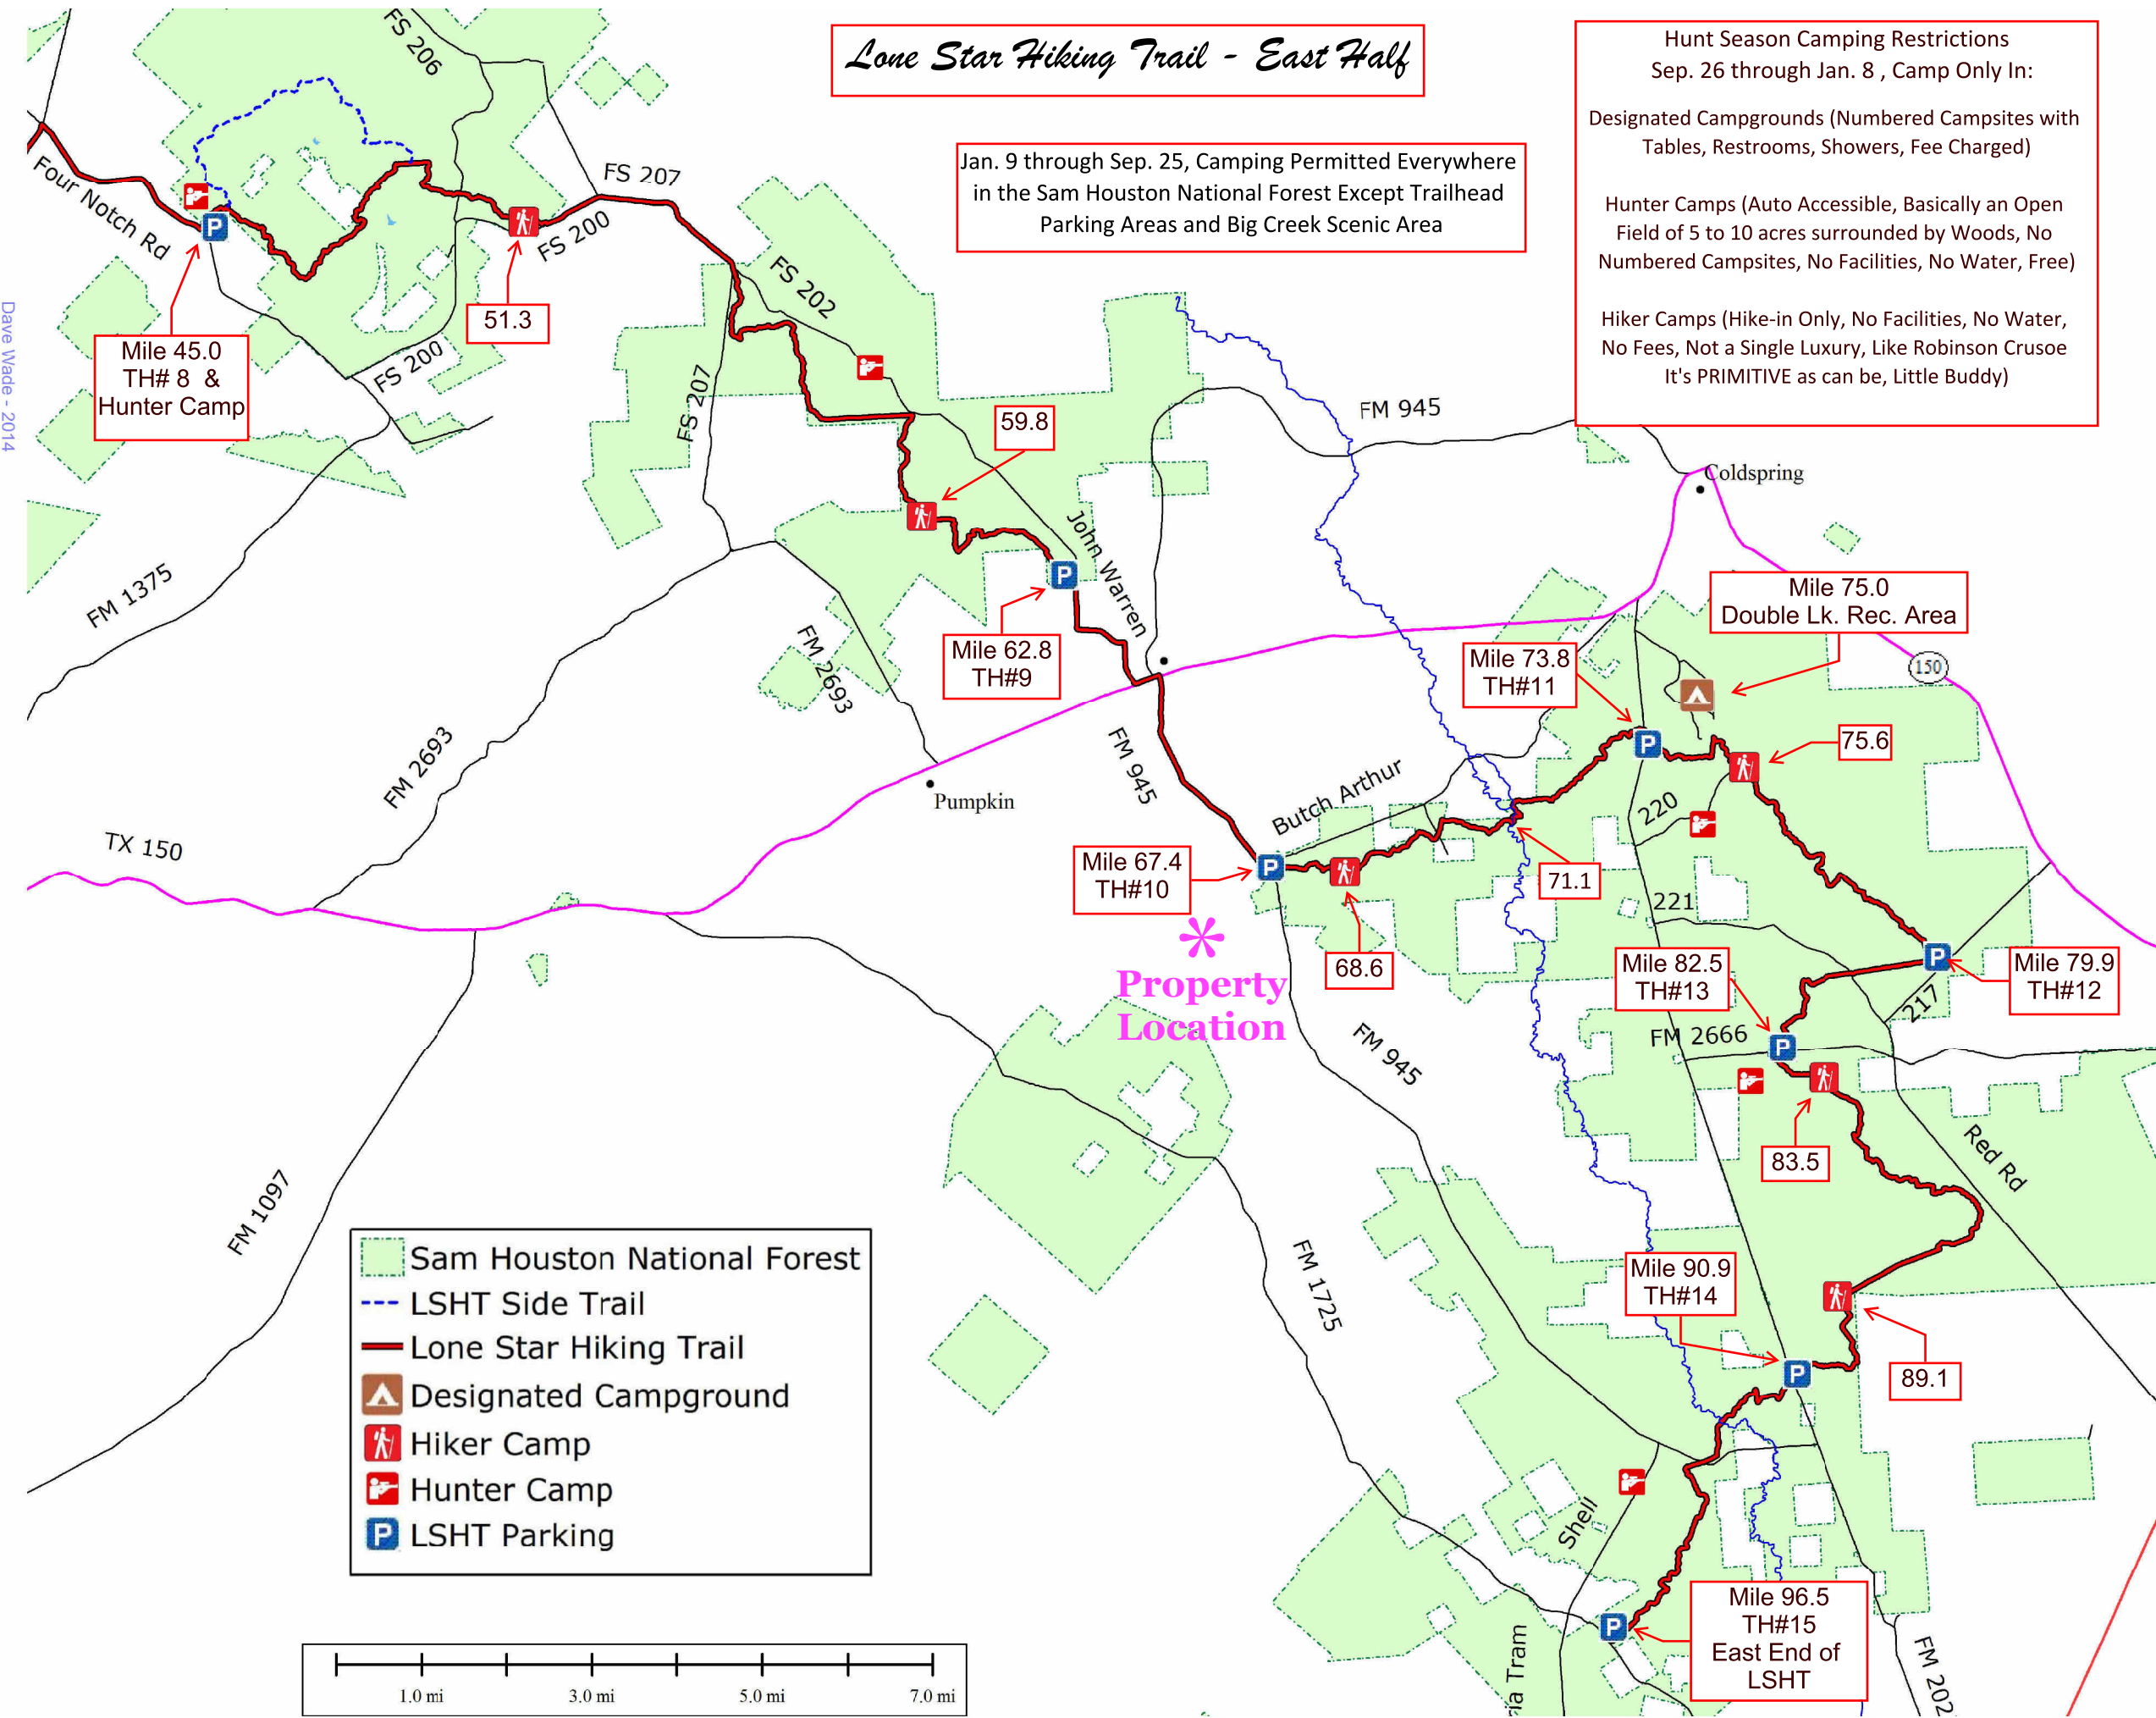 Lone Star Hiking Trail - East Half
Hunt Season Camping Restrictions
Sep. 26 through Jan. 8 , Camp Only In:
Designated Campgrounds (Numbered Campsites with
Tables, Restrooms, Showers, Fee Charged)
Hunter Camps (Auto Accessible, Basically an Open
Field of 5 to 10 acres surrounded by Woods, No
Numbered Campsites, No Facilities, No Water, Free)
Hiker Camps (Hike-in Only, No Facilities, No Water,
No Fees, Not a Single Luxury, Like Robinson Crusoe
It's PRIMITIVE as can be, Little Buddy)
Jan. 9 through Sep. 25, Camping Permitted Everywhere
in the Sam Houston National Forest Except Trailhead
Parking Areas and Big Creek Scenic Area
FS 206
Four Notch Rd
FS 207
FS 200
FS 202
51.3
Mile 45.0
TH# 8 &
Hunter Camp
FS 200
Dave Wade - 2014
FS 207
59.8
FM 945
Coldspring
John Warren
FM 1375
Mile 62.8
TH#9
FM 2693
Mile 75.0
Double Lk. Rec. Area
150
Mile 73.8
TH#11
75.6
FM 2693
FM 945
Pumpkin
Butch Arthur
220
TX 150
Mile 67.4
TH#10
71.1
221
68.6
Property
Location
Mile 82.5
TH#13
Mile 79.9
TH#12
217
FM 2666
FM 945
83.5
Red Rd
FM 1097
FM 1725
Mile 90.9
TH#14
89.1
Sam Houston National Forest
LSHT Side Trail
Lone Star Hiking Trail
Designated Campground
Hiker Camp
Hunter Camp
P LSHT Parking
Shell
Mile 96.5
TH#15
East End of
LSHT
ia Tram
FM 202
1.0 mi
3.0 mi
5.0 mi
7.0 mi
P
P
P
P
P
P
P
P